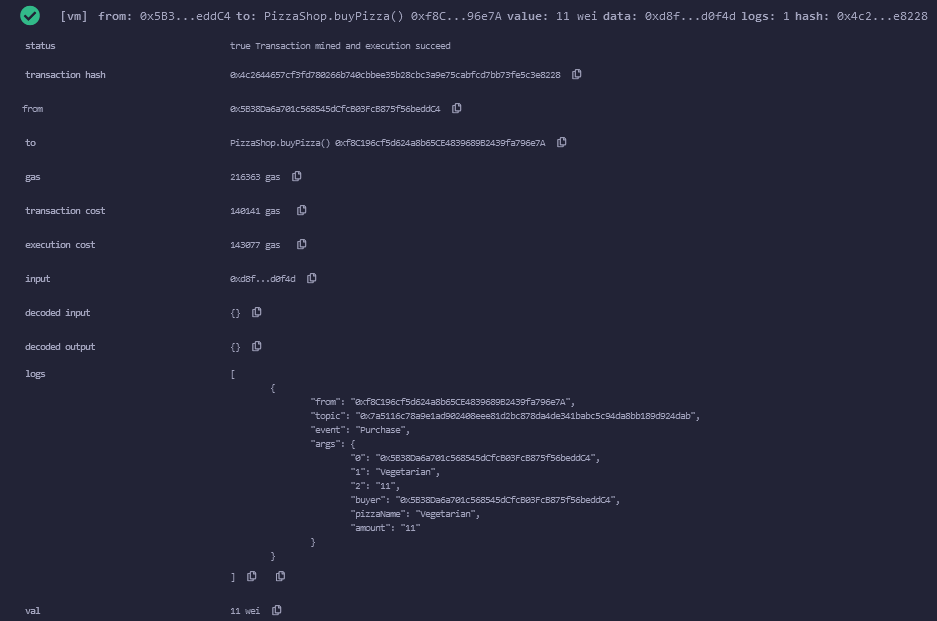 [vm] from: 0x5B3...eddC4 to: PizzaShop.buyPizza() 0xf8C...96e7A value: 11 wei data: 0xd8f...d0f4d logs: 1 hash: 0x4c2...e8228
status true Transaction mined and execution succeed
transaction hash 0x4c2644657cf3fd780266b740cbbee35b28cbc3a9e75cabfcd7bb73fe5c3e8228
from 0x5B38Da6a701c568545dCfcB03FcB875f56beddC4
to PizzaShop.buyPizza() 0xf8C196cf5d624a8b65CE4839689B2439fa796e7A
gas 216363 gas
transaction cost 140141 gas
execution cost 143077 gas
input 0xd8f...d0f4d
decoded input {}
decoded output {}
logs [
{
"from": "0xf8C196cf5d624a8b65CE4839689B2439fa796e7A",
"topic": "0x7a5116c78a9e1ad902408eee81d2bc878da4de341babc5c94da8bb189d924dab",
"event": "Purchase",
"args": {
"0": "0x5B38Da6a701c568545dCfcB03FcB875f56beddC4",
"1": "Vegetarian",
"2": "11",
"buyer": "0x5B38Da6a701c568545dCfcB03FcB875f56beddC4",
"pizzaName": "Vegetarian",
"amount": "11"
}
}
]
val 11 wei